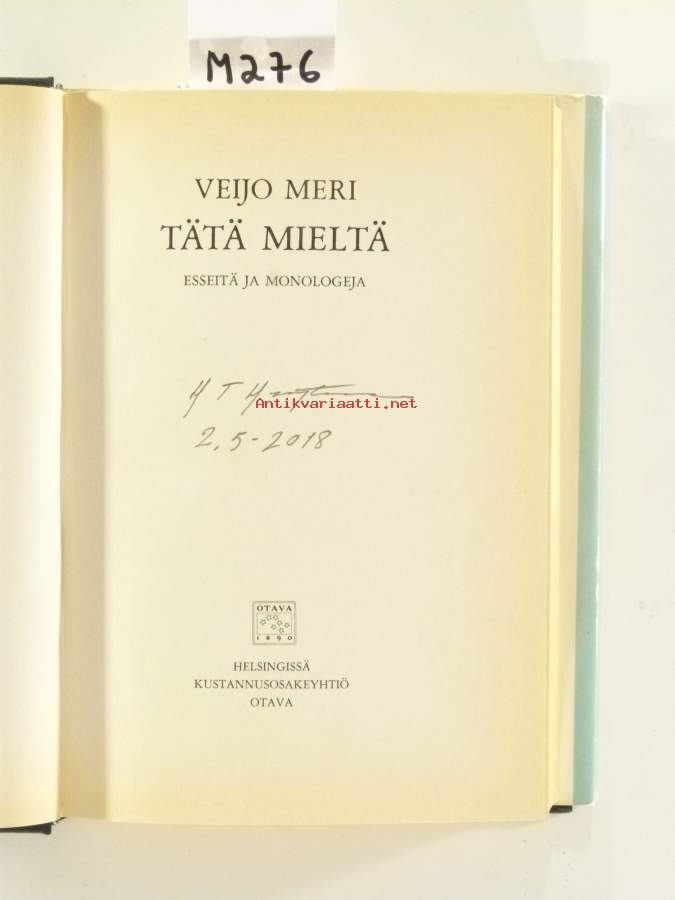 M276
VEIJO MERI
TÄTÄ MIELTÄ
ESSEITÄ JA MONOLOGEJA
H T
Antikvariaatti.net
2.5-2018
OTAVA
1890
HELSINGISSÄ
KUSTANNUSOSAKEYHTIÖ
OTAVA